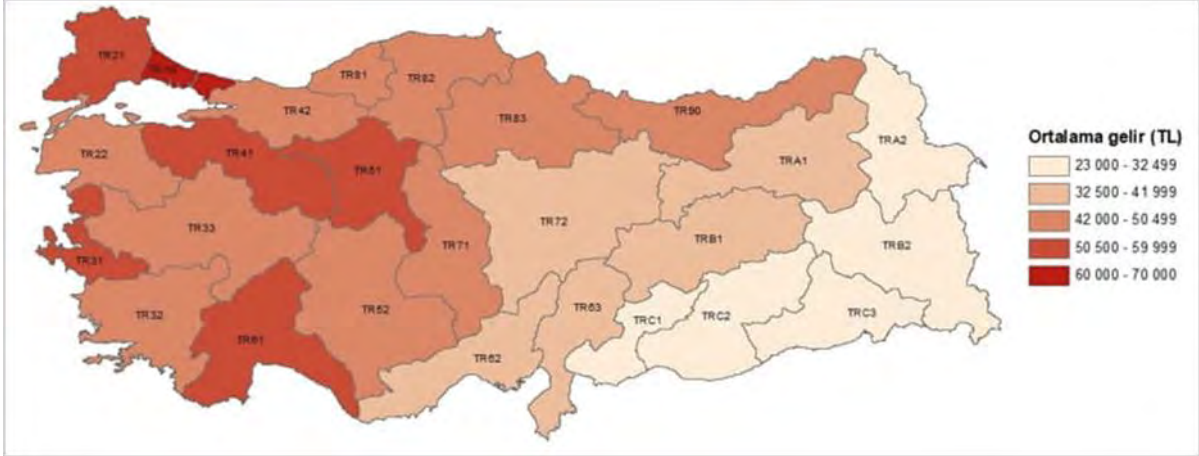 TR21
TR81
TR82
TR42
TR83
TR90
TRA2
TR22
TR41
TR51
TRA1
TR72
TR33
TR71
TRB1
TRB2
TR31
TR32
TR52
TR63
TRC1
TRC2
TRC3
TR61
TR62
Ortalama gelir (TL)
23 000 - 32 499
32 500 - 41 999
42 000 - 50 499
50 500 - 59 999
60 000 - 70 000